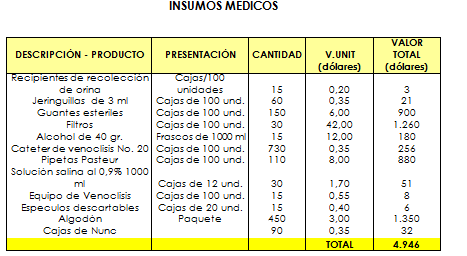 INSUMOS MEDICOS
DESCRIPCIÓN - PRODUCTO PRESENTACIÓN CANTIDAD V.UNIT (dólares) VALOR TOTAL (dólares)
Recipientes de recolección de orina Cajas/100 unidades 15 0,20 3
Jeringuillas de 3 ml Cajas de 100 und. 60 0,35 21
Guantes esteriles Cajas de 100 und. 150 6,00 900
Filtros Cajas de 100 und. 30 42,00 1.260
Alcohol de 40 gr. Frascos de 1000 ml 15 12,00 180
Cateter de venoclisis No. 20 Cajas de 100 und. 730 0,35 256
Pipetas Pasteur Cajas de 100 und. 110 8,00 880
Solución salina al 0,9% 1000 ml Cajas de 12 und. 30 1,70 51
Equipo de Venoclisis Cajas de 100 und. 15 0,55 8
Especulos descartables Cajas de 20 und. 15 0,40 6
Algodón Paquete 450 3,00 1.350
Cajas de Nunc 90 0,35 32
TOTAL 4.946